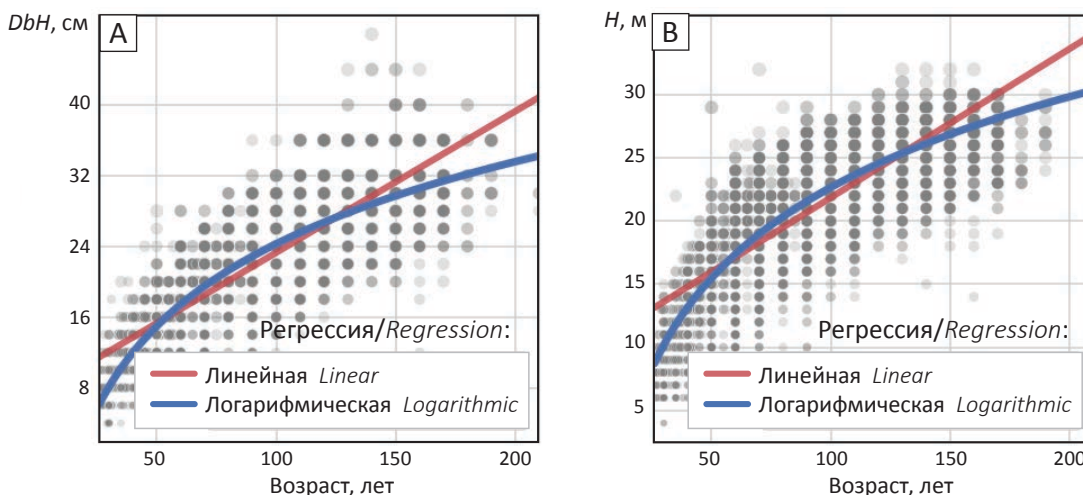 DbH, см
A
40
32
24
16
8
Регрессия/Regression:
Линейная Linear
Логарифмическая Logarithmic
50
100
150
200
Возраст, лет
H, м
B
30
25
20
15
10
5
Регрессия/Regression:
Линейная Linear
Логарифмическая Logarithmic
50
100
150
200
Возраст, лет